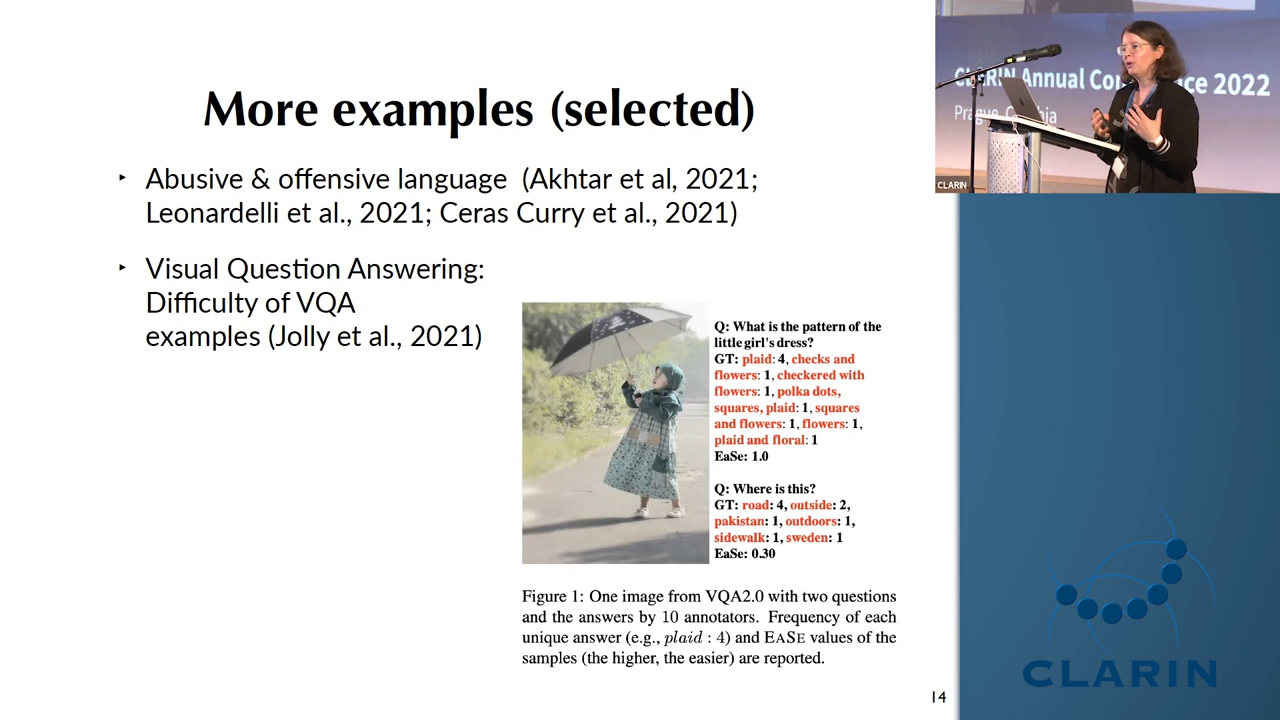 More examples (selected)
‣ Abusive & offensive language (Akhtar et al, 2021;
Leonardelli et al., 2021; Ceras Curry et al., 2021)
‣ Visual Question Answering:
Difficulty of VQA
examples (Jolly et al., 2021)
Q: What is the pattern of the
little girl's dress?
GT: plaid: 4, checks and
flowers: 1, checkered with
flowers: 1, polka dots,
squares, plaid: 1, squares
and flowers: 1, flowers: 1,
plaid and floral: 1
EaSe: 1.0
Q: Where is this?
GT: road: 4, outside: 2,
pakistan: 1, outdoors: 1,
sidewalk: 1, sweden: 1
EaSe: 0.30
Figure 1: One image from VQA2.0 with two questions
and the answers by 10 annotators. Frequency of each
unique answer (e.g., plaid : 4) and EASE values of the
samples (the higher, the easier) are reported.
14
CLARIN Annual Con ce 2022
CLARIN
CLARIN